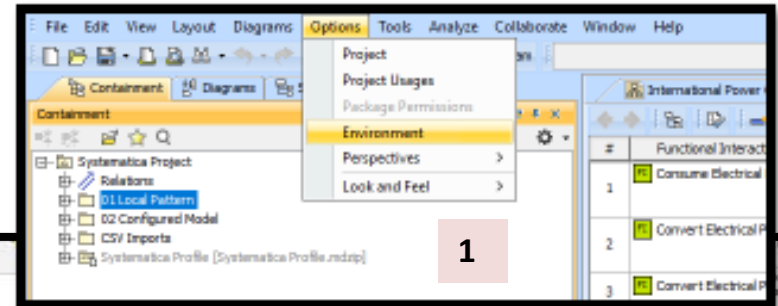 File Edit View Layout Diagrams Options Tools Analyze Collaborate Window Help
Project
Project Usages
Package Permissions
Environment
Perspectives
Look and Feel
Containment Diagrams
Containment
Systematica Project
Relations
01 Local Pattern
02 Configured Model
CSV Imports
Systematica Profile [Systematica Profile.mdzip]
International Power
# Functional Interact
1 Consume Electrical
2 Convert Electrical P
3 Convert Electrical P
1